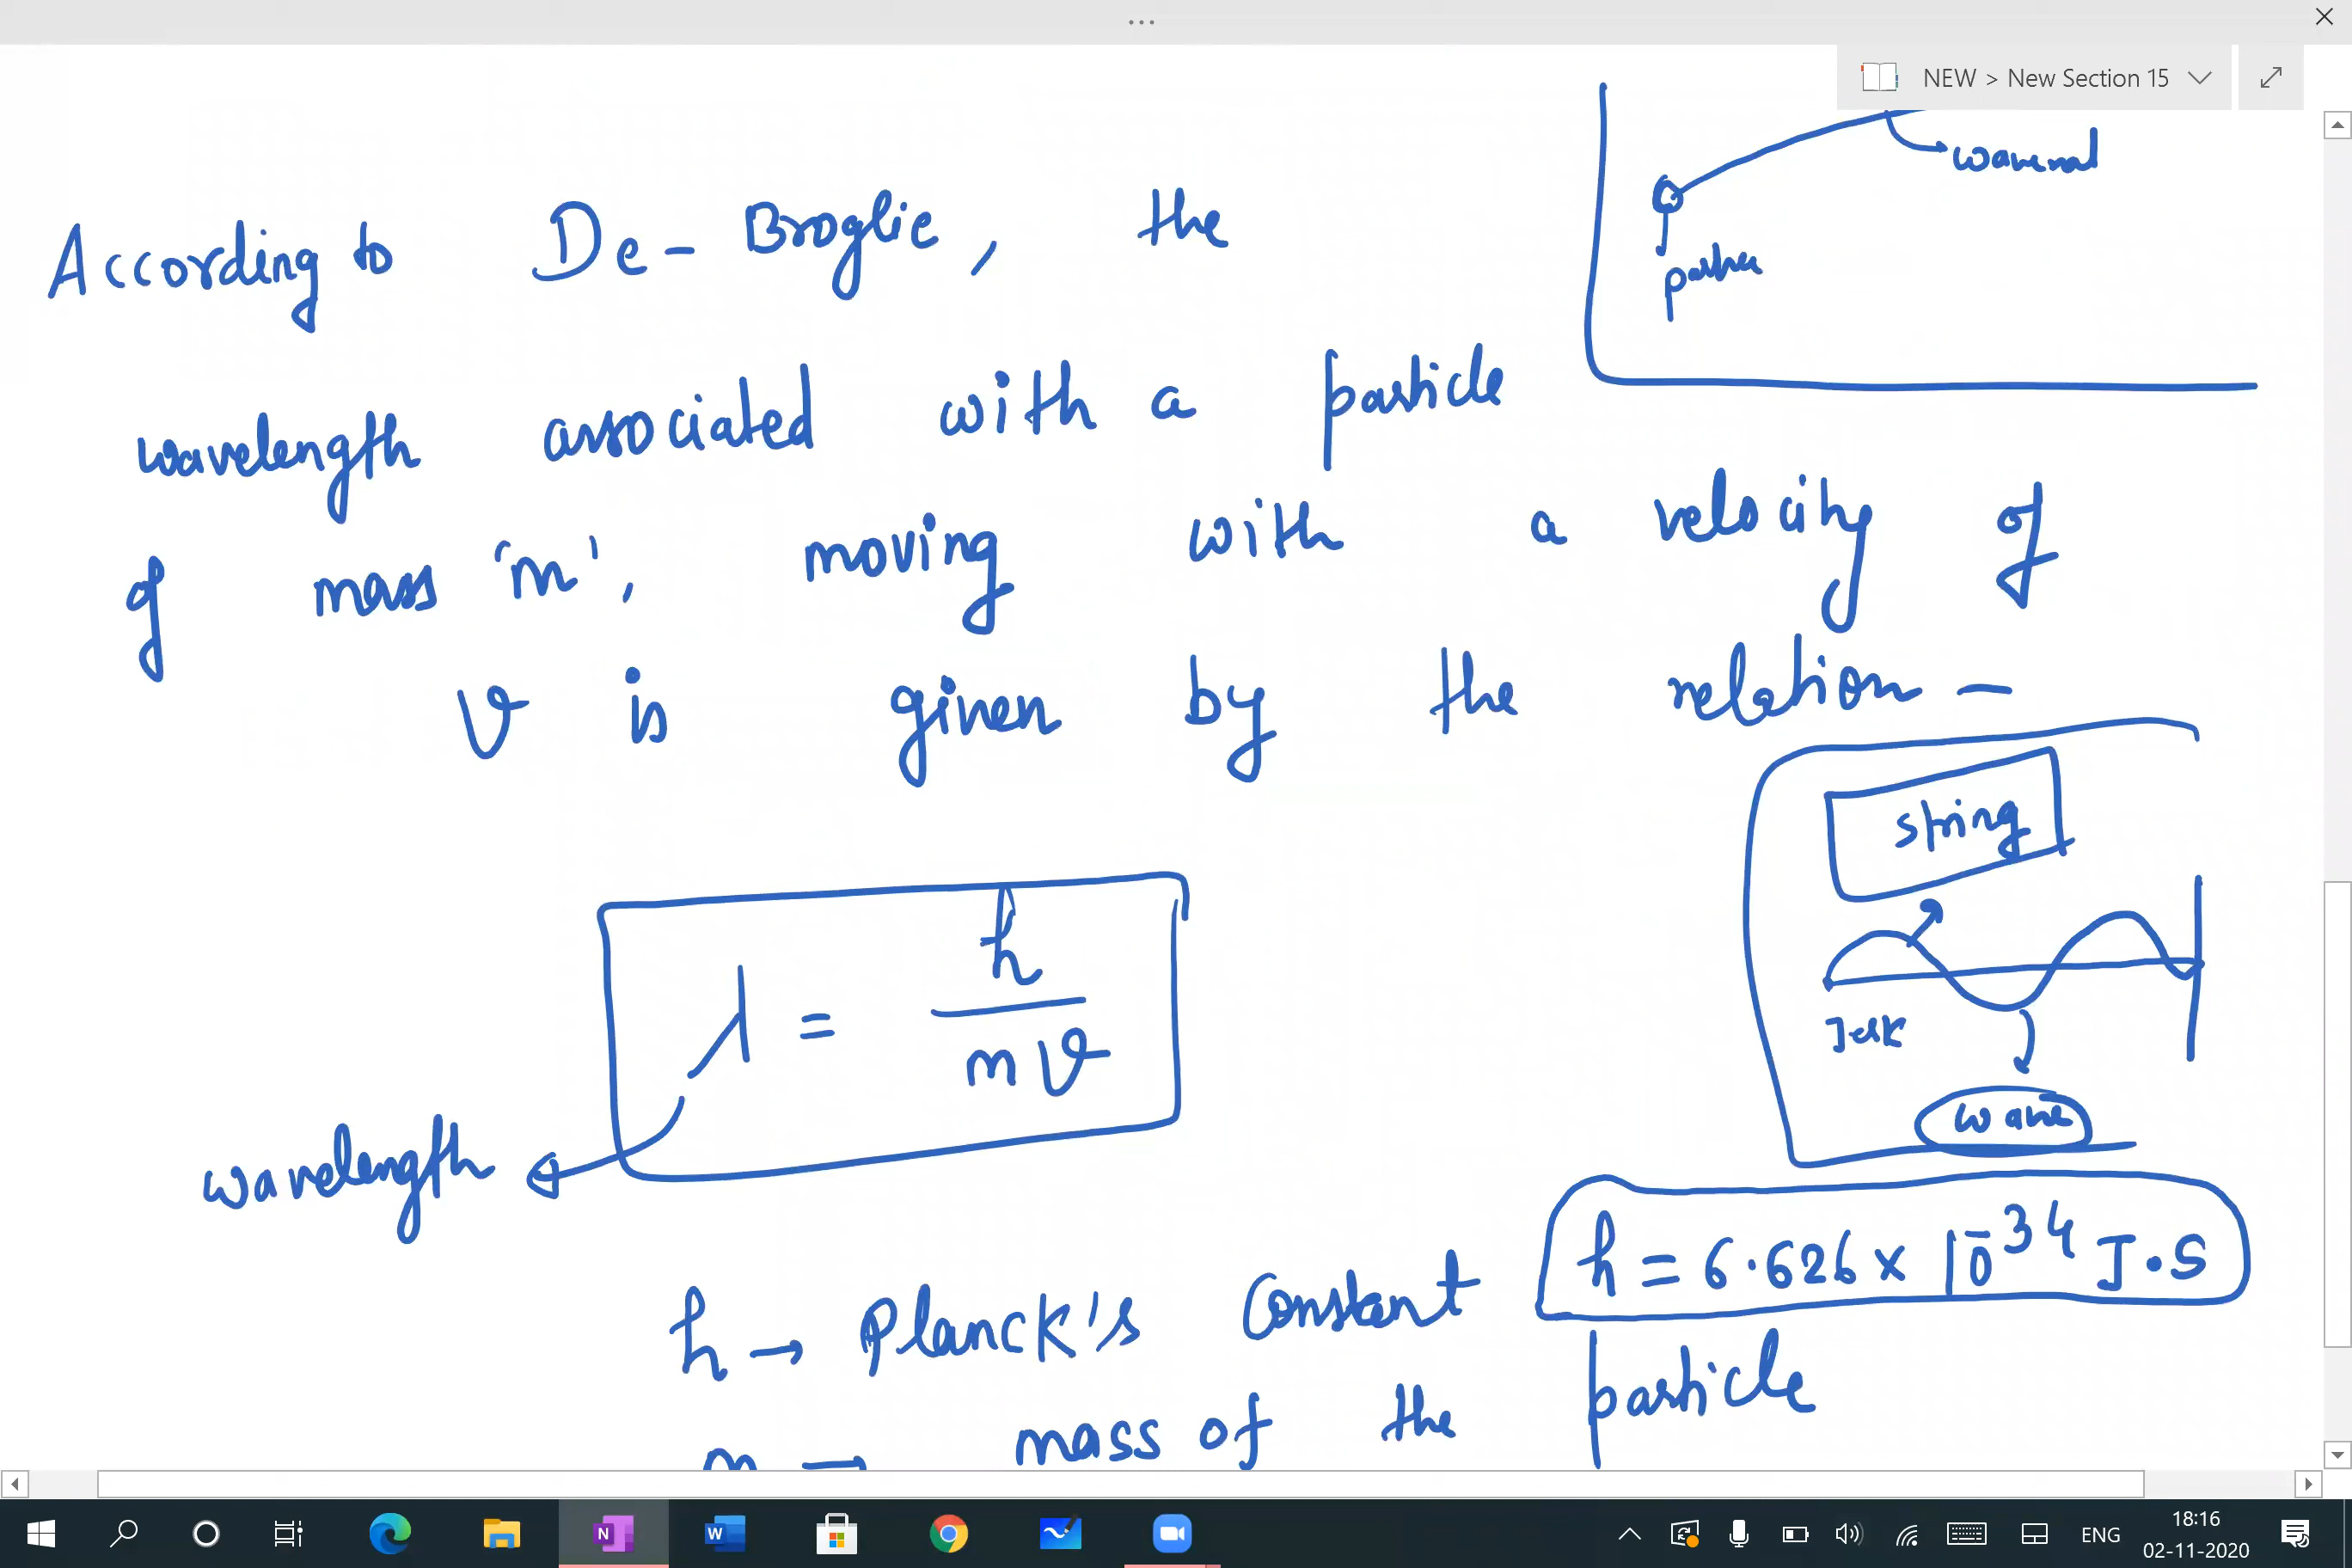 NEW > New Section 15
According to De-Broglie, the
wavelength associated with a particle
of mass 'm', moving with a velocity of
v is given by the relation —
string
Jerk
wave
λ = h / mv
wavelength
h = 6.626 × 10⁻³⁴ J·S
h → Planck's Constant
m → mass of the particle
N
W
ENG
18:16
02-11-2020